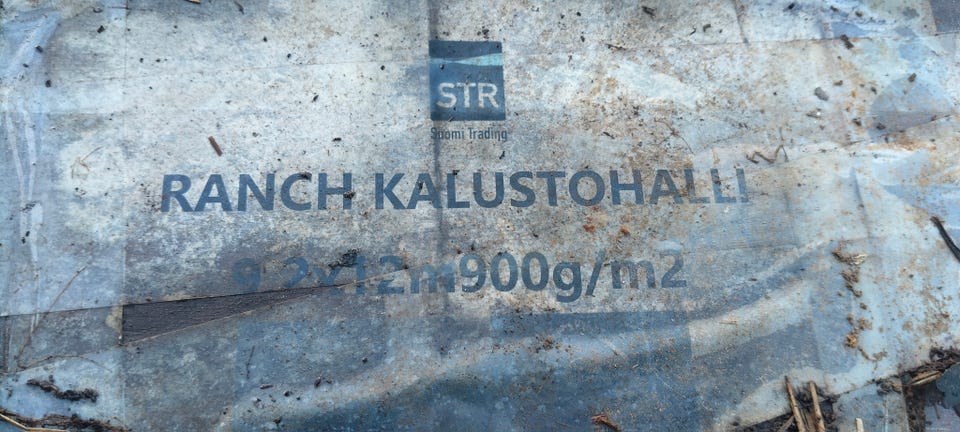 STR
Suomi Trading
RANCH KALUSTOHALLI
9.2x12m900g/m2